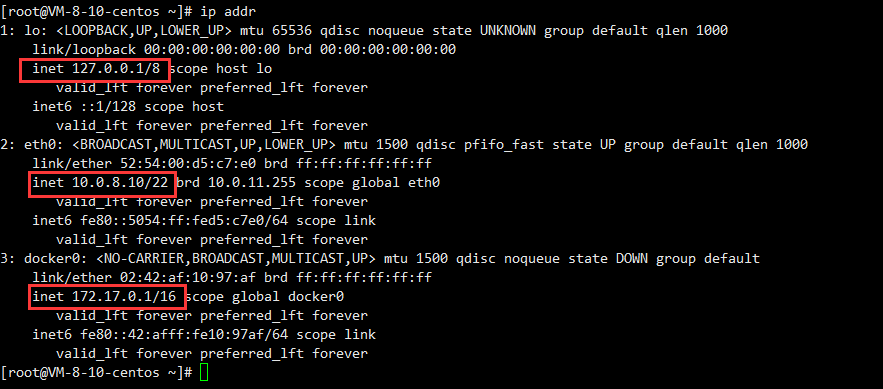 [root@VM-8-10-centos ~]# ip addr
1: lo: <LOOPBACK,UP,LOWER_UP> mtu 65536 qdisc noqueue state UNKNOWN group default qlen 1000
    link/loopback 00:00:00:00:00:00 brd 00:00:00:00:00:00
    inet 127.0.0.1/8 scope host lo
       valid_lft forever preferred_lft forever
    inet6 ::1/128 scope host
       valid_lft forever preferred_lft forever
2: eth0: <BROADCAST,MULTICAST,UP,LOWER_UP> mtu 1500 qdisc pfifo_fast state UP group default qlen 1000
    link/ether 52:54:00:d5:c7:e0 brd ff:ff:ff:ff:ff:ff
    inet 10.0.8.10/22 brd 10.0.11.255 scope global eth0
       valid_lft forever preferred_lft forever
    inet6 fe80::5054:ff:fed5:c7e0/64 scope link
       valid_lft forever preferred_lft forever
3: docker0: <NO-CARRIER,BROADCAST,MULTICAST,UP> mtu 1500 qdisc noqueue state DOWN group default
    link/ether 02:42:af:10:97:af brd ff:ff:ff:ff:ff:ff
    inet 172.17.0.1/16 scope global docker0
       valid_lft forever preferred_lft forever
    inet6 fe80::42:afff:fe10:97af/64 scope link
       valid_lft forever preferred_lft forever
[root@VM-8-10-centos ~]#